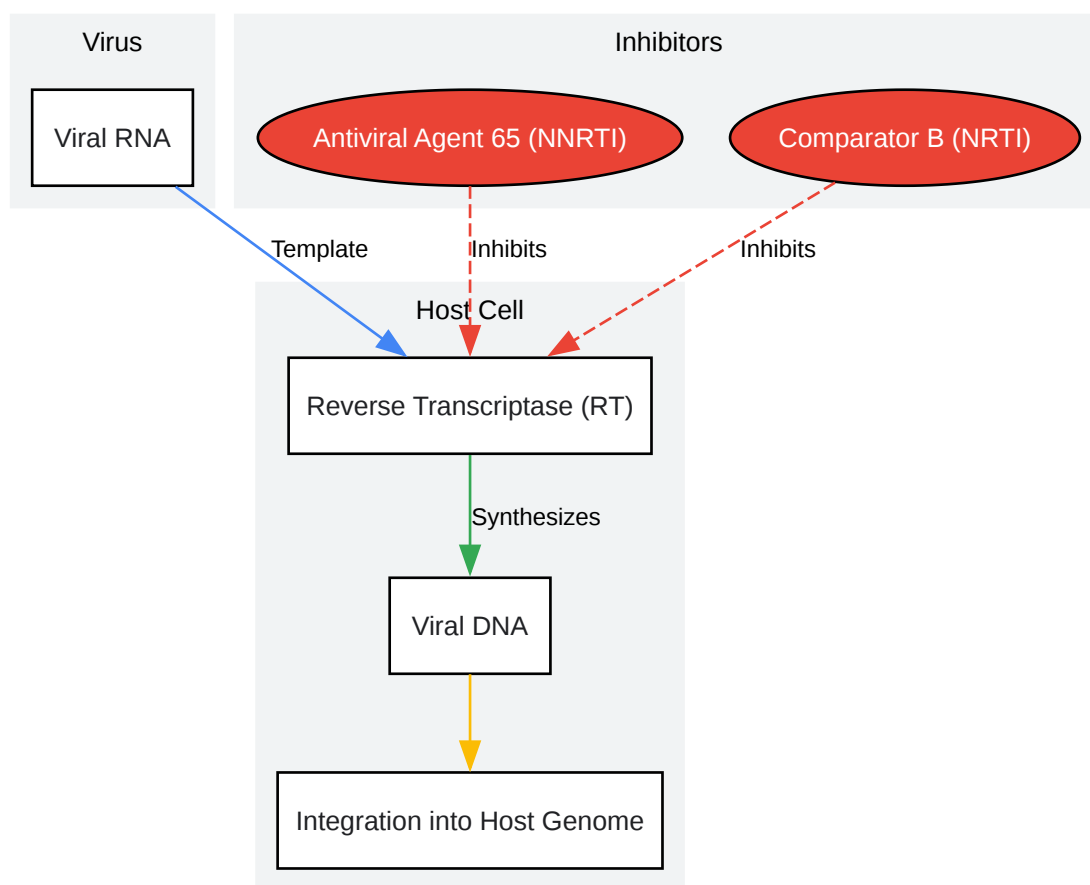 Virus
Inhibitors
Viral RNA
Antiviral Agent 65 (NNRTI)
Comparator B (NRTI)
Template
Inhibits
Inhibits
Host Cell
Reverse Transcriptase (RT)
Synthesizes
Viral DNA
Integration into Host Genome